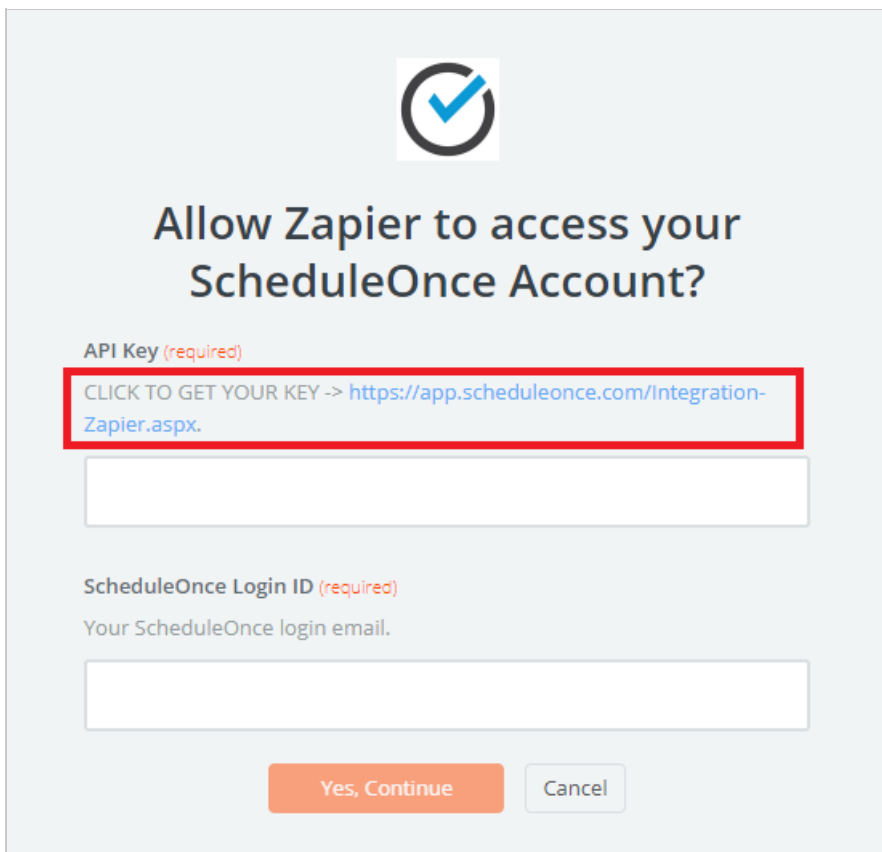 Allow Zapier to access your
ScheduleOnce Account?
API Key (required)
CLICK TO GET YOUR KEY -> https://app.scheduleonce.com/Integration-
Zapier.aspx.
ScheduleOnce Login ID (required)
Your ScheduleOnce login email.
Yes, Continue
Cancel